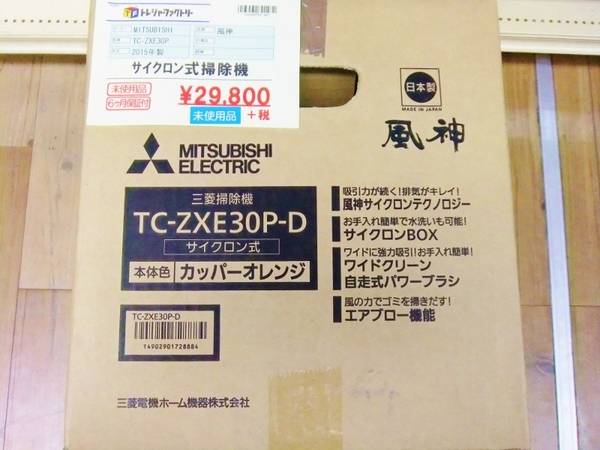 トレジャーファクトリー
MITSUBISHI
風神
TC-ZXE30P
2015年製
サイクロン式掃除機
未使用品
6ヶ月保証付
¥29,800
未使用品
+税
日本製
MADE IN JAPAN
風神
MITSUBISHI
ELECTRIC
三菱掃除機
TC-ZXE30P-D
サイクロン式
本体色 カッパーオレンジ
吸引力が続く!排気がキレイ!
風神サイクロンテクノロジー
お手入れ簡単で水洗いも可能!
サイクロンBOX
ワイドに強力吸引!お手入れ簡単!
ワイドクリーン
自走式パワーブラシ
風の力でゴミを掃きだす!
エアブロー機能
TC-ZXE30P-D
4902901728884
三菱電機ホーム機器株式会社